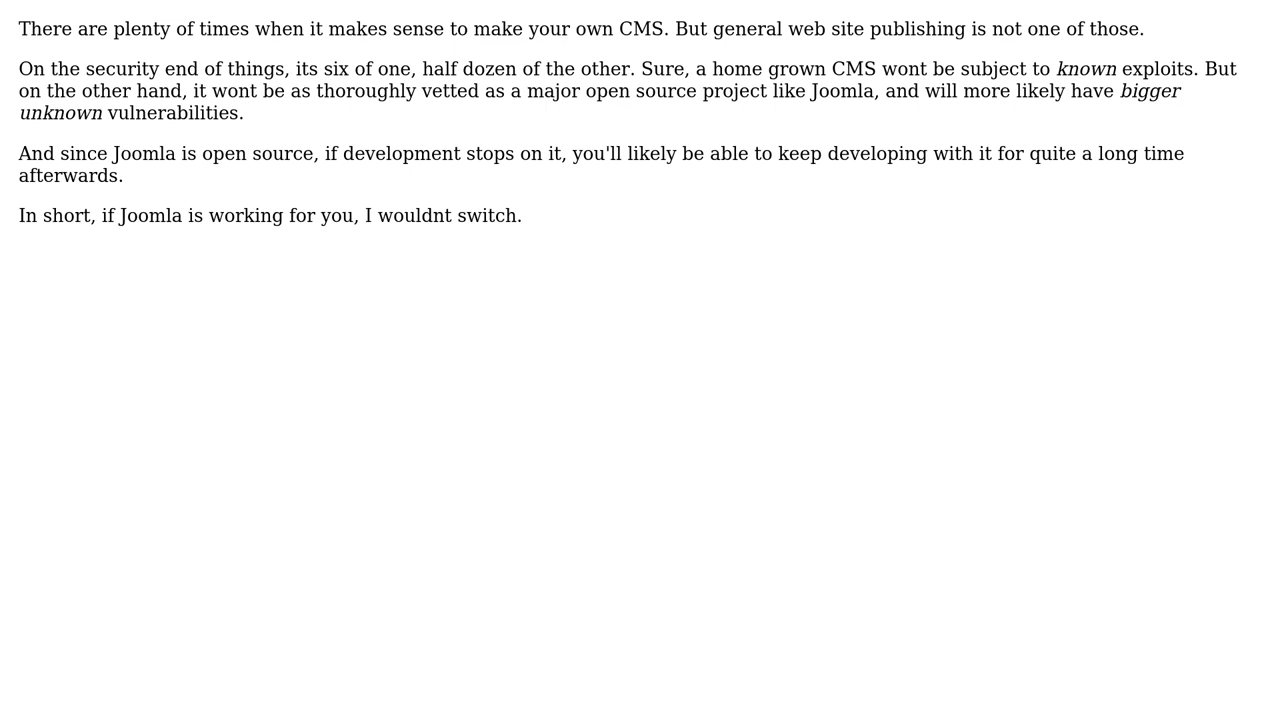 There are plenty of times when it makes sense to make your own CMS. But general web site publishing is not one of those.
On the security end of things, its six of one, half dozen of the other. Sure, a home grown CMS wont be subject to known exploits. But
on the other hand, it wont be as thoroughly vetted as a major open source project like Joomla, and will more likely have bigger
unknown vulnerabilities.
And since Joomla is open source, if development stops on it, you'll likely be able to keep developing with it for quite a long time
afterwards.
In short, if Joomla is working for you, I wouldnt switch.